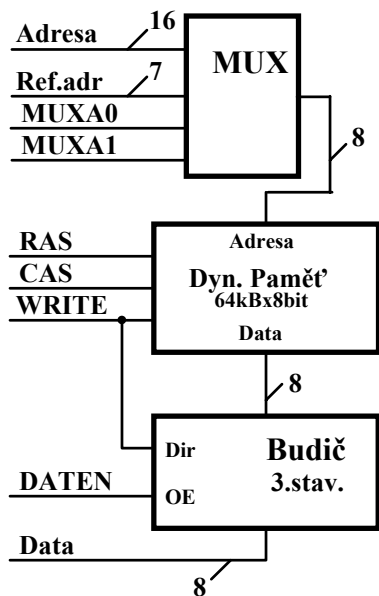 Adresa
16
MUX
Ref.adr
7
MUXA0
MUXA1
8
RAS
CAS
WRITE
Adresa
Dyn. Paměť
64kBx8bit
Data
8
Dir
Budič
3.stav.
DATEN
OE
Data
8